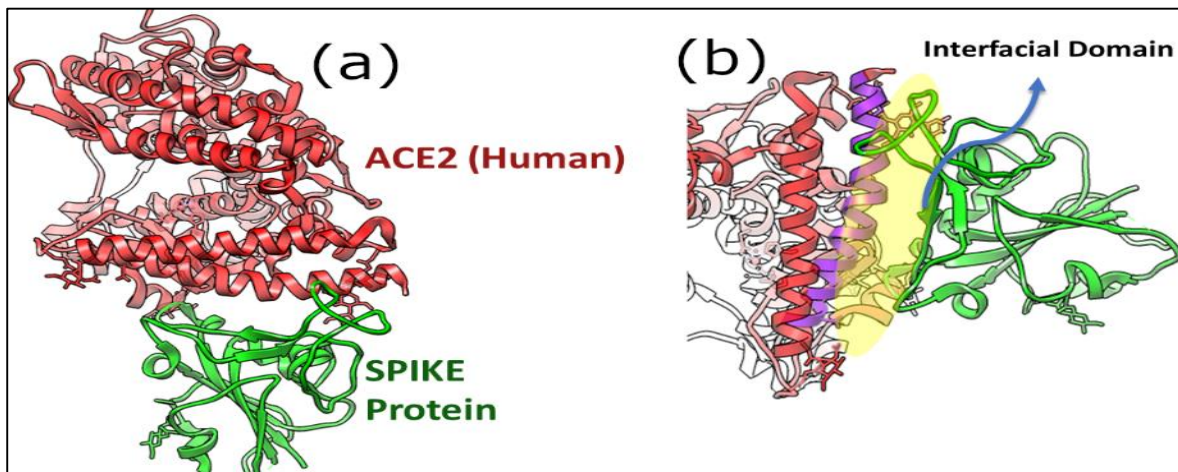 (a)
ACE2 (Human)
SPIKE
Protein
(b)
Interfacial Domain